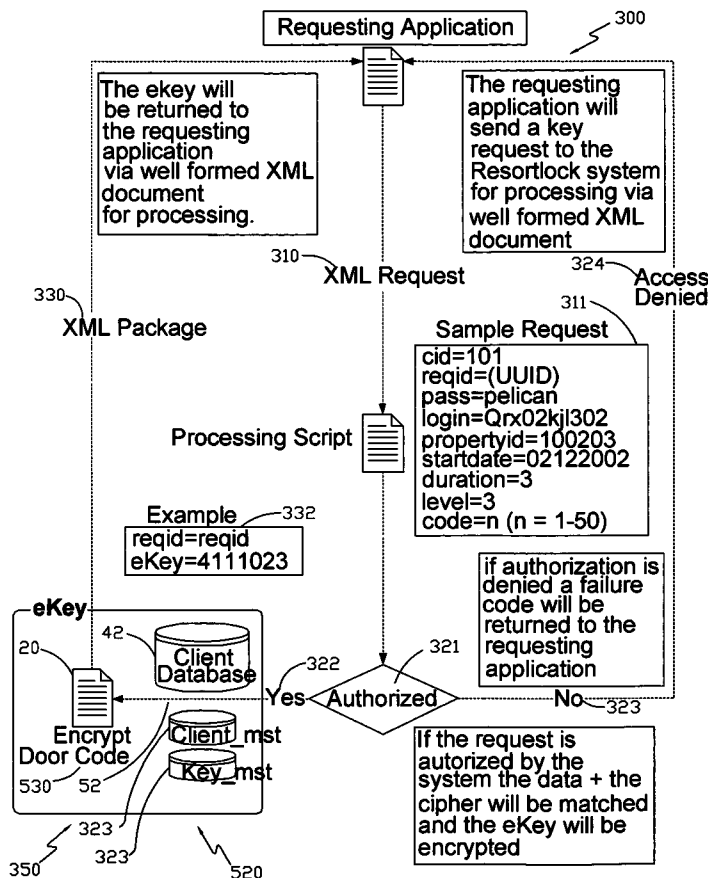 Requesting Application
300
The ekey will
be returned to
the requesting
application
via well formed XML
document
for processing.
The requesting
application will
send a key
request to the
Resortlock system
for processing via
well formed XML
document
310
XML Request
324
Access
Denied
330
XML Package
311
Sample Request
cid=101
reqid=(UUID)
pass=pelican
login=Qrx02kjl302
propertyid=100203
startdate=02122002
duration=3
level=3
code=n (n = 1-50)
Processing Script
Example
332
reqid=reqid
eKey=4111023
if authorization is
denied a failure
code will be
returned to the
requesting
application
eKey
42
Client
Database
20
322
321
Yes
Authorized
No
323
Encrypt
Door Code
530
52
Client_mst
Key_mst
323
323
350
520
If the request is
autorized by the
system the data + the
cipher will be matched
and the eKey will be
encrypted